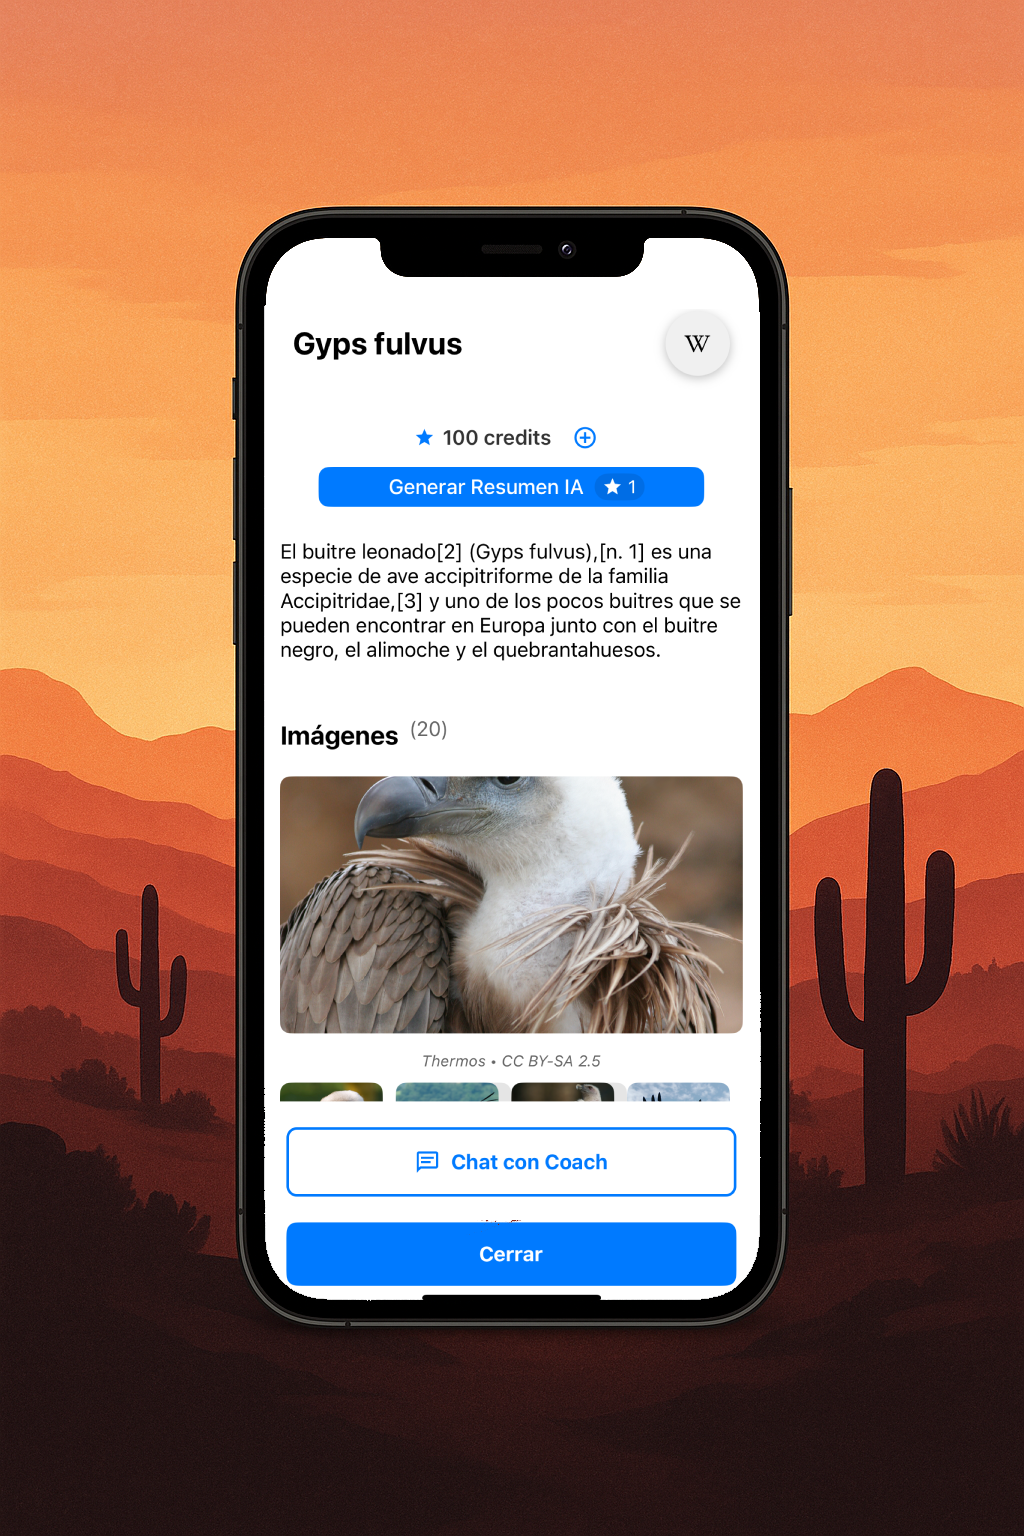 Gyps fulvus
W
100 credits
Generar Resumen IA 1
El buitre leonado[2] (Gyps fulvus),[n. 1] es una
especie de ave accipitriforme de la familia
Accipitridae,[3] y uno de los pocos buitres que se
pueden encontrar en Europa junto con el buitre
negro, el alimoche y el quebrantahuesos.
Imágenes (20)
Thermos • CC BY-SA 2.5
Chat con Coach
Cerrar